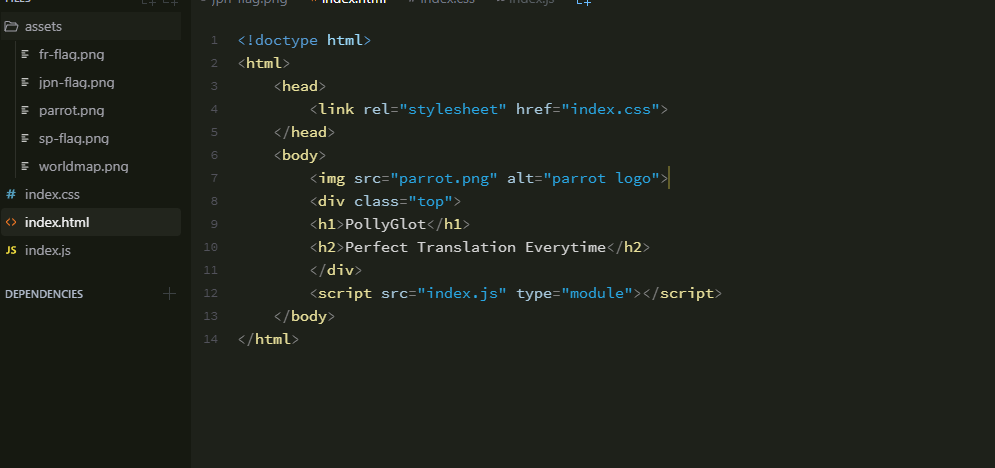 FILES
jpn-flag.png index.html index.css index.js
assets
fr-flag.png
jpn-flag.png
parrot.png
sp-flag.png
worldmap.png
# index.css
<> index.html
JS index.js
DEPENDENCIES
1 <!doctype html>
2 <html>
3 <head>
4 <link rel="stylesheet" href="index.css">
5 </head>
6 <body>
7 <img src="parrot.png" alt="parrot logo">
8 <div class="top">
9 <h1>PollyGlot</h1>
10 <h2>Perfect Translation Everytime</h2>
11 </div>
12 <script src="index.js" type="module"></script>
13 </body>
14 </html>